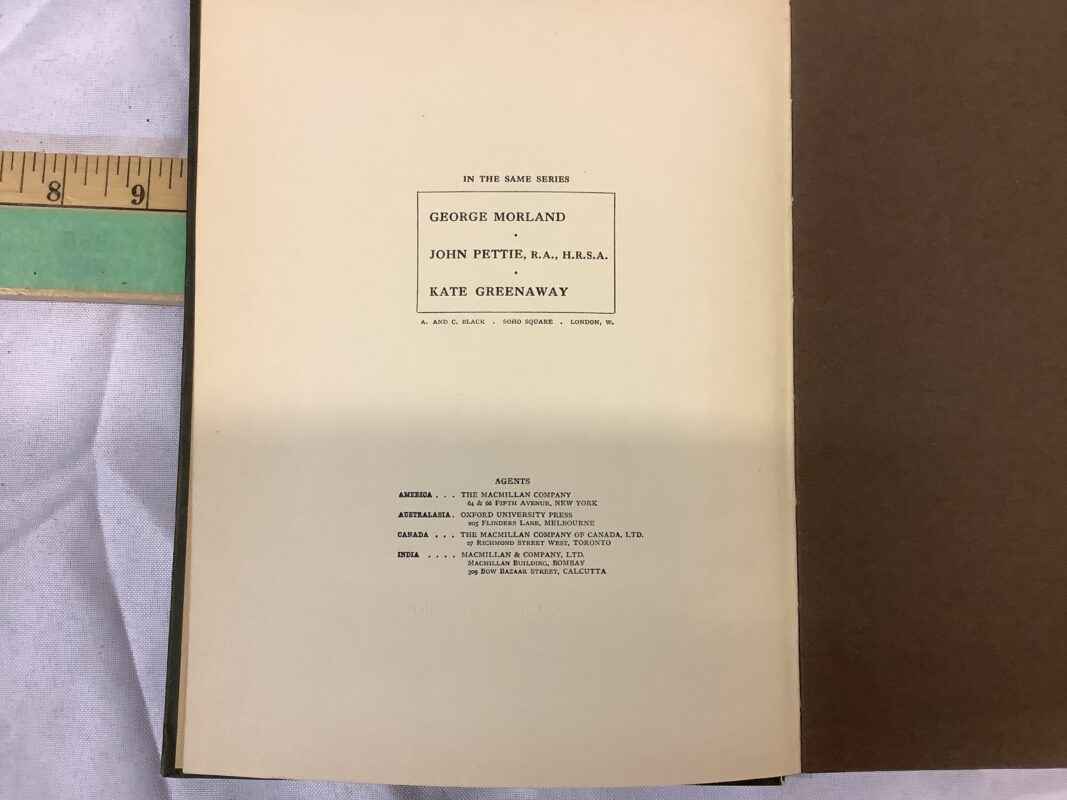 8
9
IN THE SAME SERIES
GEORGE MORLAND
JOHN PETTIE, R.A., H.R.S.A.
KATE GREENAWAY
A. AND C. BLACK . SOHO SQUARE . LONDON, W.
AGENTS
AMERICA . . . THE MACMILLAN COMPANY
64 & 66 FIFTH AVENUE, NEW YORK
AUSTRALASIA . OXFORD UNIVERSITY PRESS
205 FLINDERS LANE, MELBOURNE
CANADA . . . THE MACMILLAN COMPANY OF CANADA, LTD.
27 RICHMOND STREET WEST, TORONTO
INDIA . . . . MACMILLAN & COMPANY, LTD.
MACMILLAN BUILDING, BOMBAY
309 BOW BAZAAR STREET, CALCUTTA